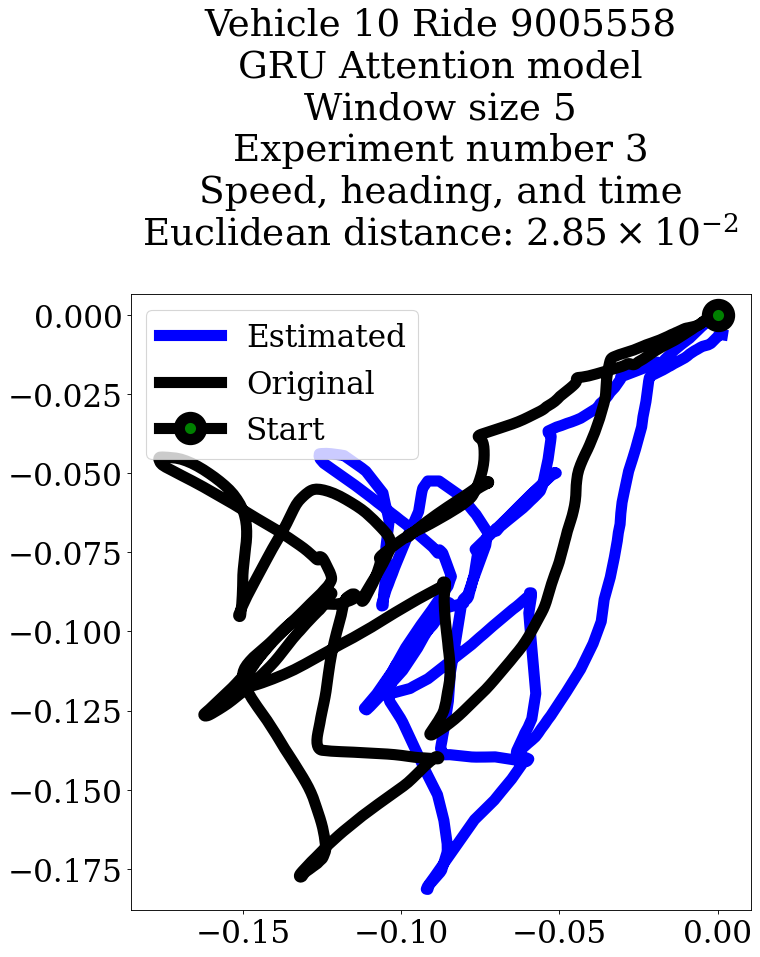 Vehicle 10 Ride 9005558
GRU Attention model
Window size 5
Experiment number 3
Speed, heading, and time
Euclidean distance: 2.85 × 10⁻²
Estimated
Original
Start
0.000
−0.025
−0.050
−0.075
−0.100
−0.125
−0.150
−0.175
−0.15
−0.10
−0.05
0.00